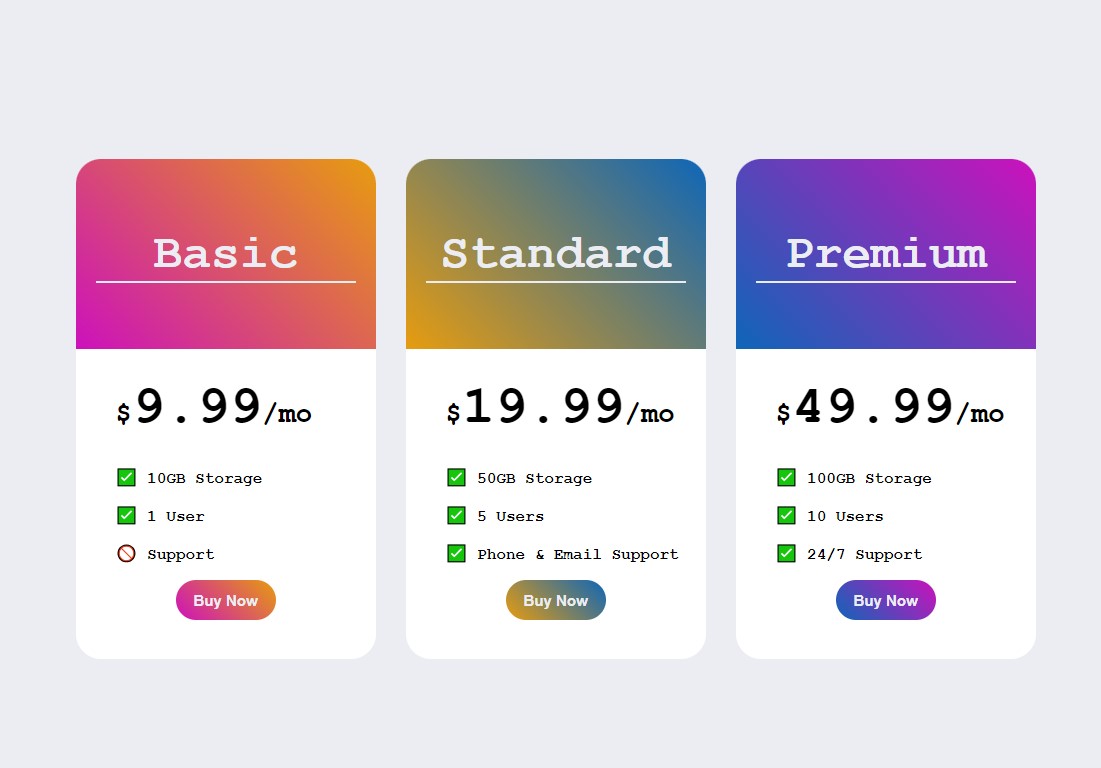 Basic
$9.99/mo
✅ 10GB Storage
✅ 1 User
🚫 Support
Buy Now
Standard
$19.99/mo
✅ 50GB Storage
✅ 5 Users
✅ Phone & Email Support
Buy Now
Premium
$49.99/mo
✅ 100GB Storage
✅ 10 Users
✅ 24/7 Support
Buy Now